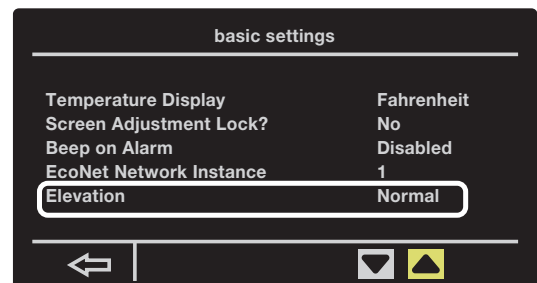 basic settings
Temperature Display Fahrenheit
Screen Adjustment Lock? No
Beep on Alarm Disabled
EcoNet Network Instance 1
Elevation Normal